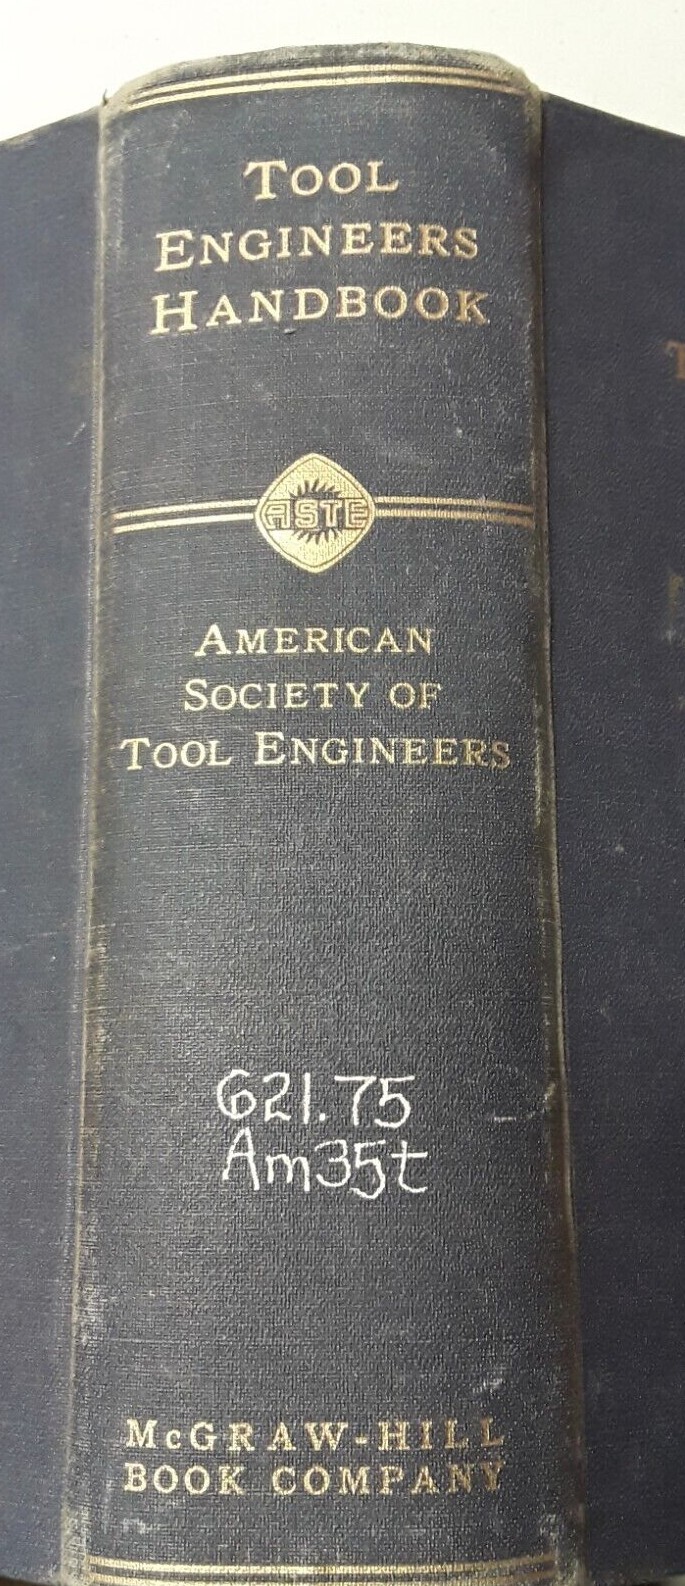 TOOL
ENGINEERS
HANDBOOK
ASTE
AMERICAN
SOCIETY OF
TOOL ENGINEERS
621.75
Am35t
McGRAW-HILL
BOOK COMPANY